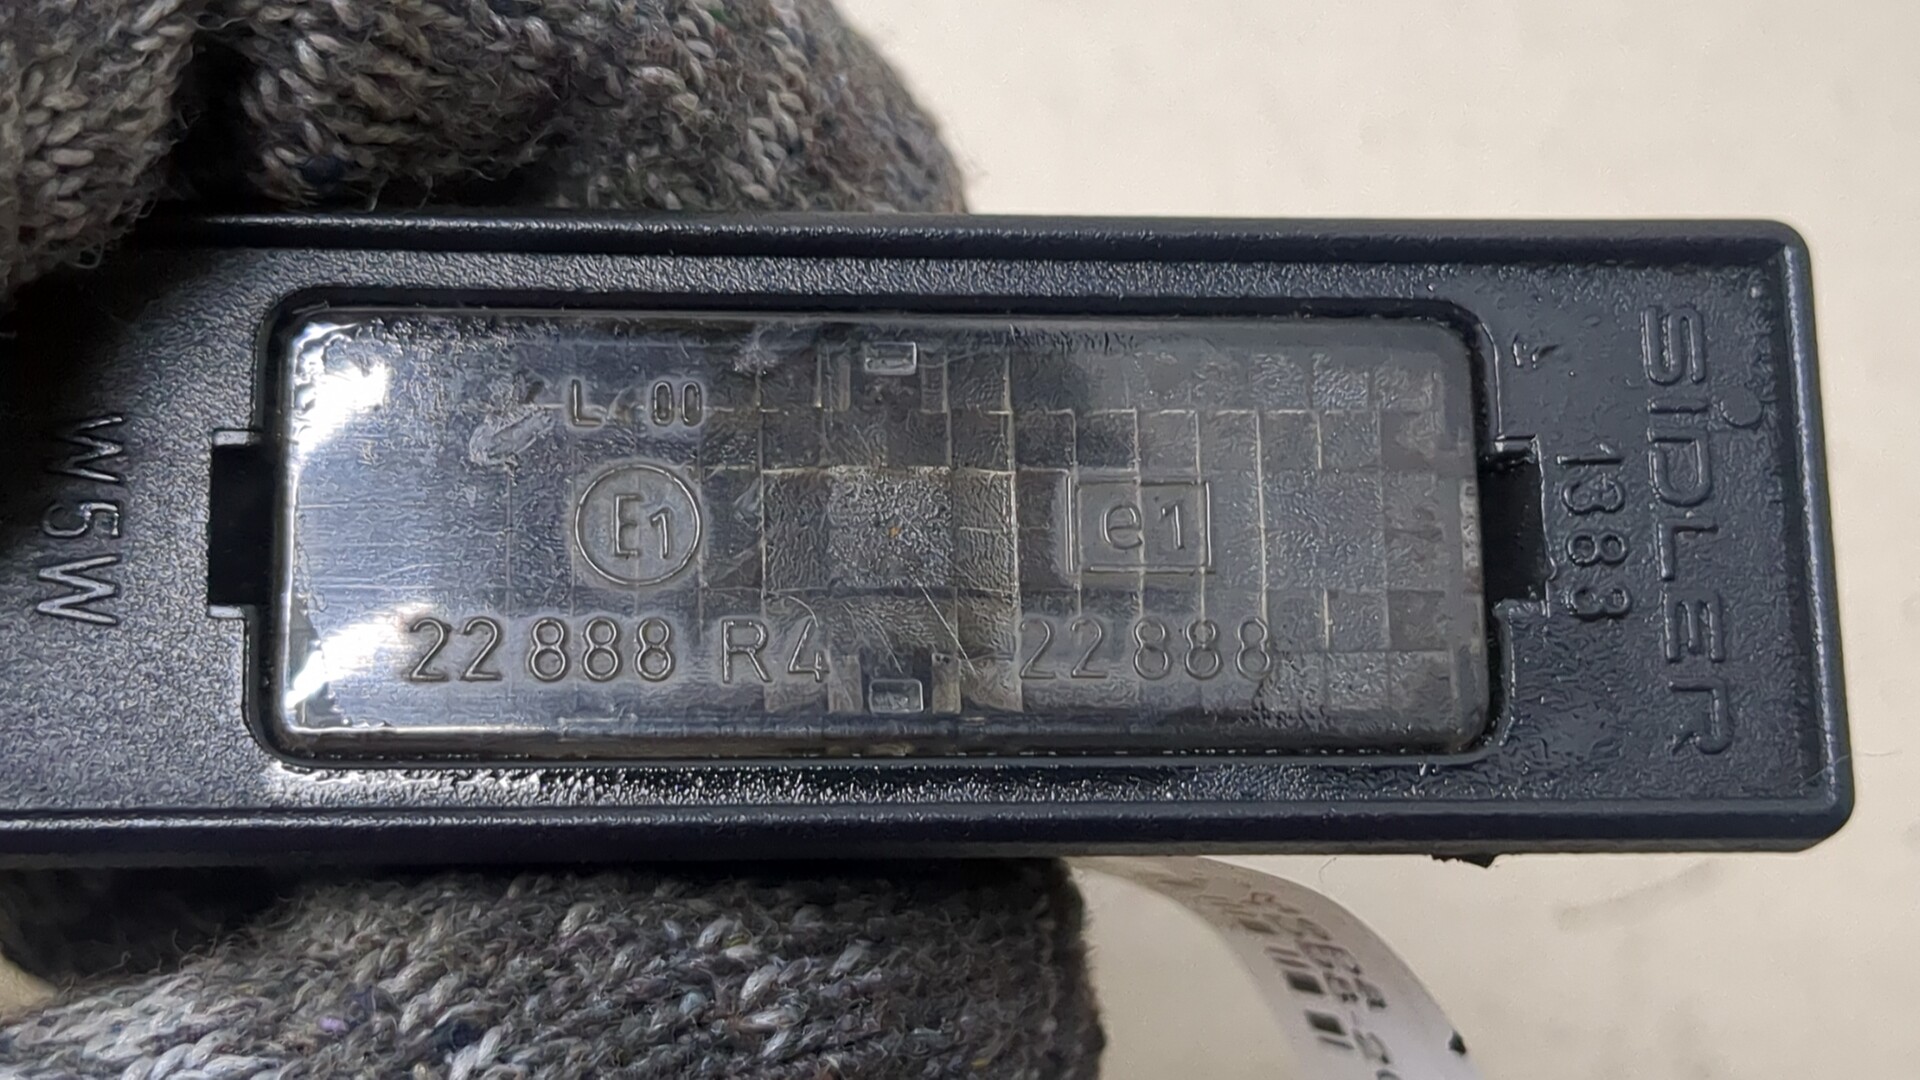 L 00
E1
e1
22888 R4 22888
W5W
SIDLER
1383